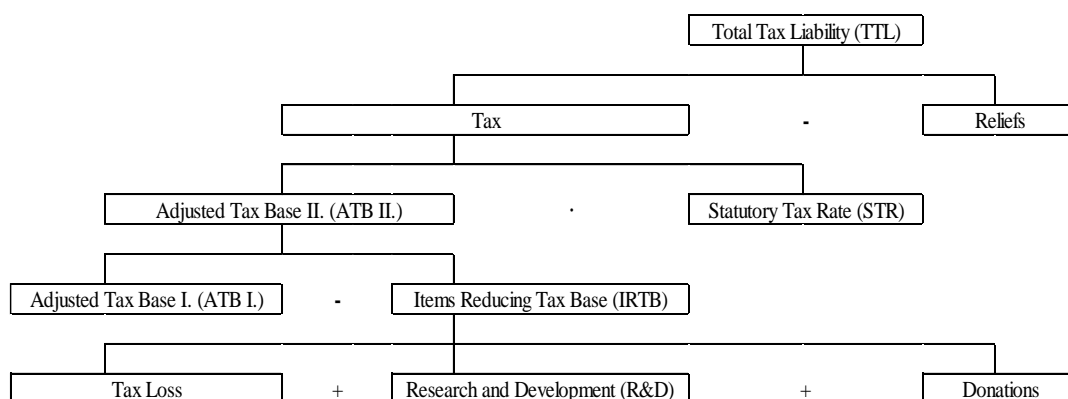 Total Tax Liability (TTL)
Tax - Reliefs
Adjusted Tax Base II. (ATB II.) · Statutory Tax Rate (STR)
Adjusted Tax Base I. (ATB I.) - Items Reducing Tax Base (IRTB)
Tax Loss + Research and Development (R&D) + Donations